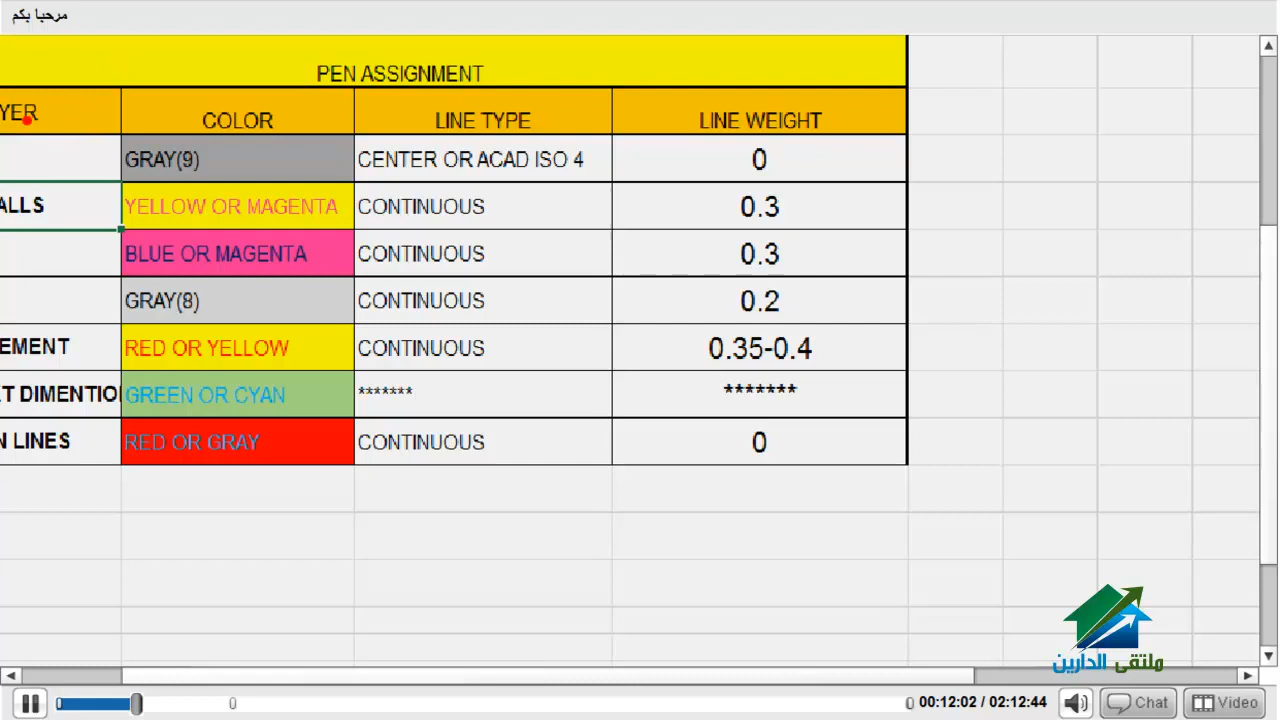 مرحبا بكم
PEN ASSIGNMENT
YER COLOR LINE TYPE LINE WEIGHT
GRAY(9) CENTER OR ACAD ISO 4 0
ALLS YELLOW OR MAGENTA CONTINUOUS 0.3
BLUE OR MAGENTA CONTINUOUS 0.3
GRAY(8) CONTINUOUS 0.2
EMENT RED OR YELLOW CONTINUOUS 0.35-0.4
T DIMENTIO GREEN OR CYAN ******* *******
N LINES RED OR GRAY CONTINUOUS 0
ملتقى الدارين
00:12:02 / 02:12:44 Chat Video